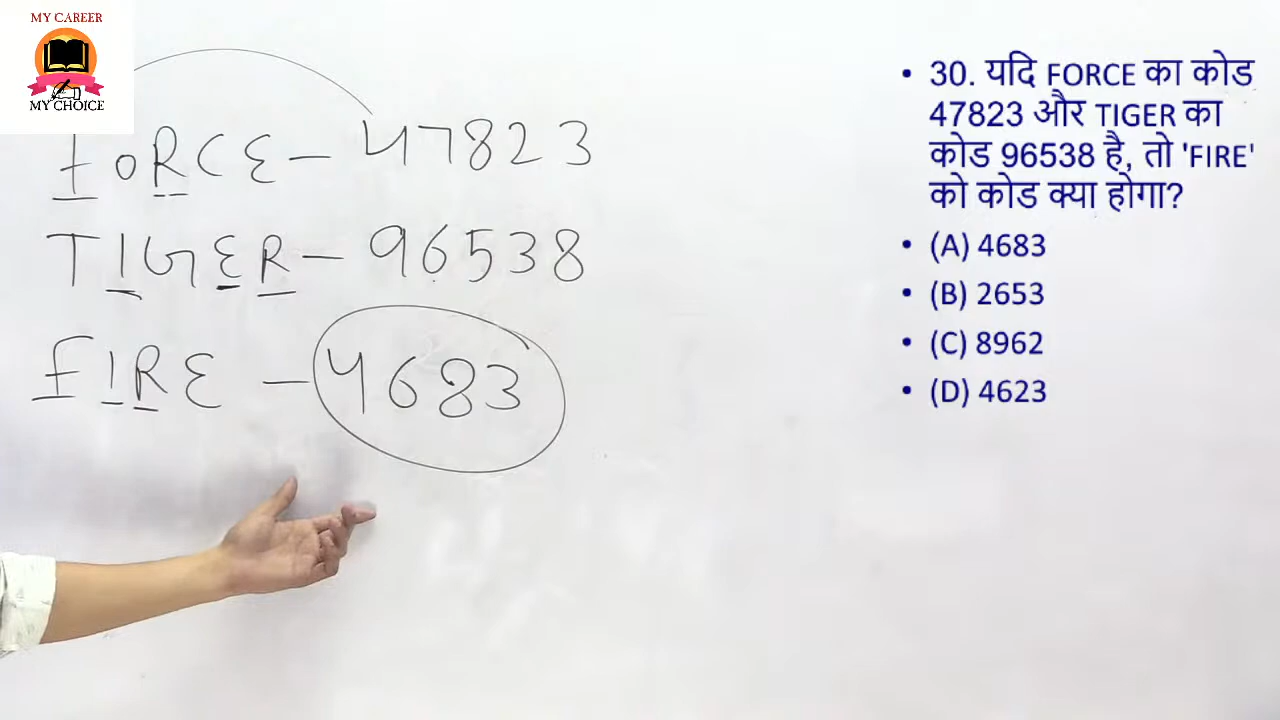 MY CAREER
MY CHOICE
FORCE - 47823
TIGER - 96538
FIRE - 4683
• 30. यदि FORCE का कोड
47823 और TIGER का
कोड 96538 है, तो 'FIRE'
को कोड क्या होगा?
• (A) 4683
• (B) 2653
• (C) 8962
• (D) 4623